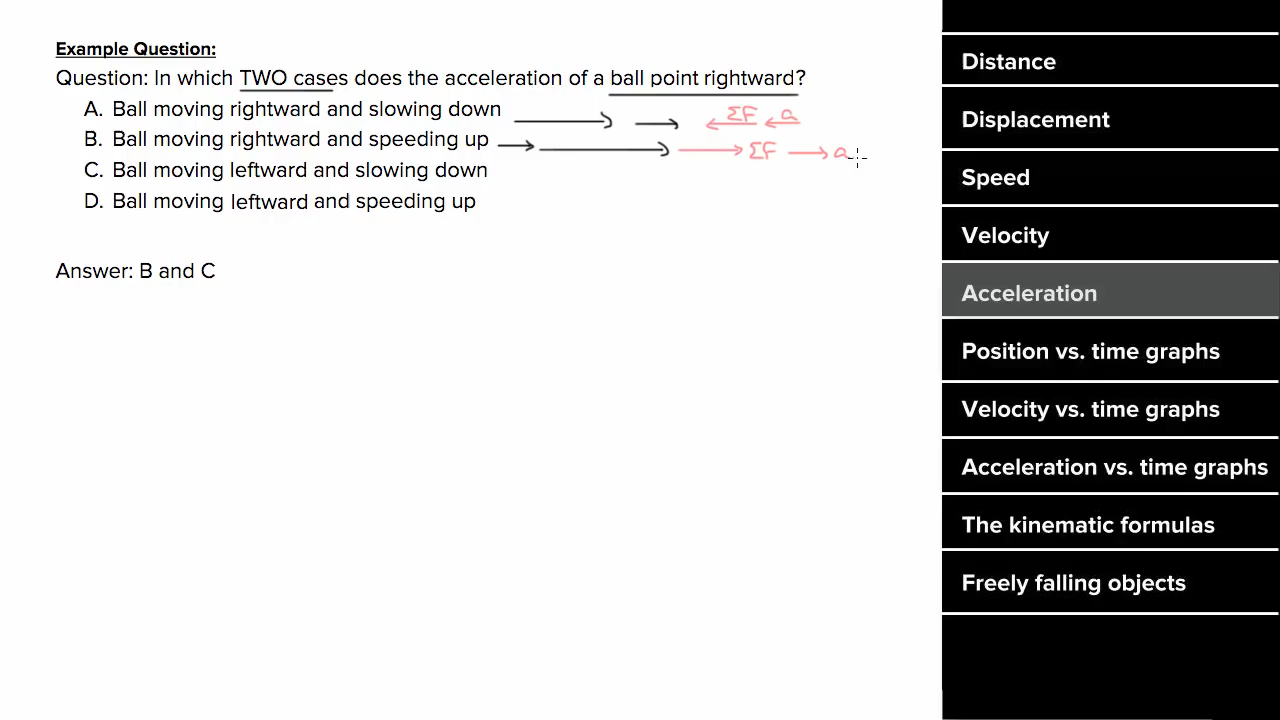 Example Question:
Question: In which TWO cases does the acceleration of a ball point rightward?
A. Ball moving rightward and slowing down ΣF a
B. Ball moving rightward and speeding up ΣF a
C. Ball moving leftward and slowing down
D. Ball moving leftward and speeding up
Answer: B and C
Distance
Displacement
Speed
Velocity
Acceleration
Position vs. time graphs
Velocity vs. time graphs
Acceleration vs. time graphs
The kinematic formulas
Freely falling objects